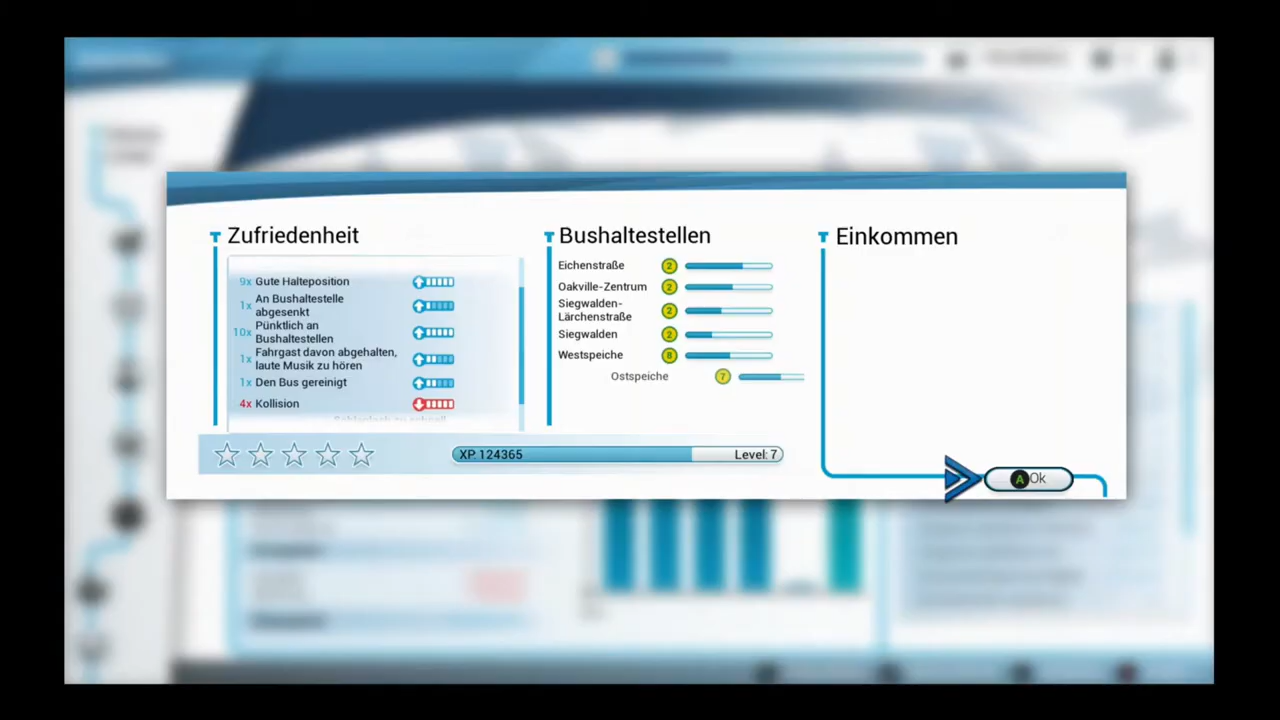 Zufriedenheit
9x Gute Halteposition
1x An Bushaltestelle
abgesenkt
10x Pünktlich an
Bushaltestellen
1x Fahrgast davon abgehalten,
laute Musik zu hören
1x Den Bus gereinigt
4x Kollision
Bushaltestellen
Eichenstraße 2
Oakville-Zentrum 2
Siegwalden-
Lärchenstraße 2
Siegwalden 2
Westspeiche 8
Ostspeiche 7
Einkommen
XP 124365 Level: 7
A Ok